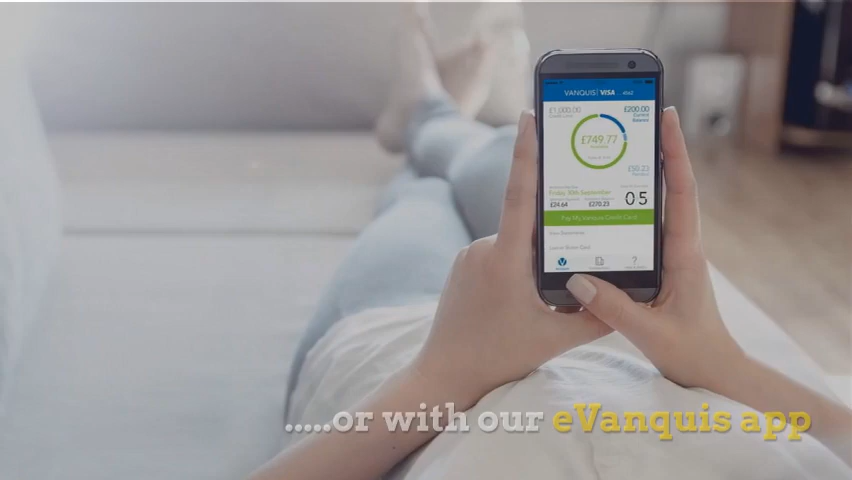 VANQUIS VISA
£1,000.00
£200.00
Current
Balance
£749.77
Available
£50.23
Friday 30th September
£24.64 £270.23
05
Pay My Vanquis Credit Card
.....or with our eVanquis app